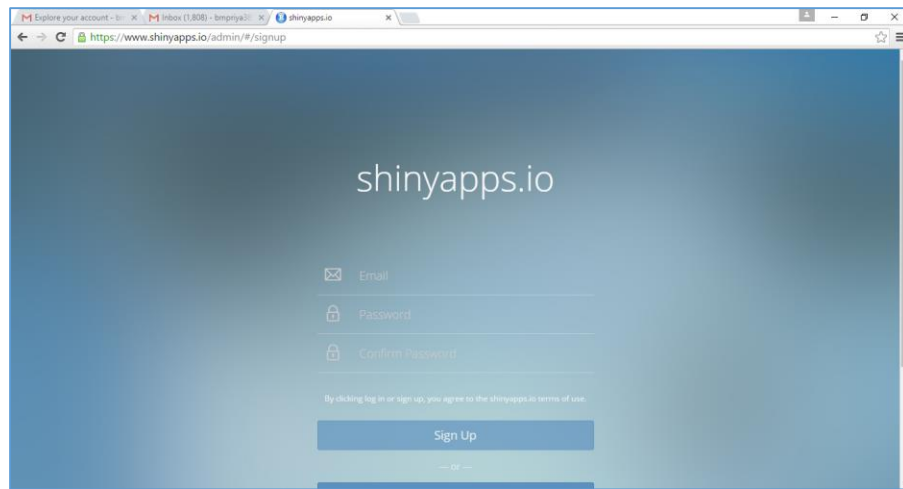 Explore your account - bm
Inbox (1,808) - bmpriya3
shinyapps.io
https://www.shinyapps.io/admin/#/signup
shinyapps.io
Email
Password
Confirm Password
By clicking log in or sign up, you agree to the shinyapps.io terms of use.
Sign Up
— or —